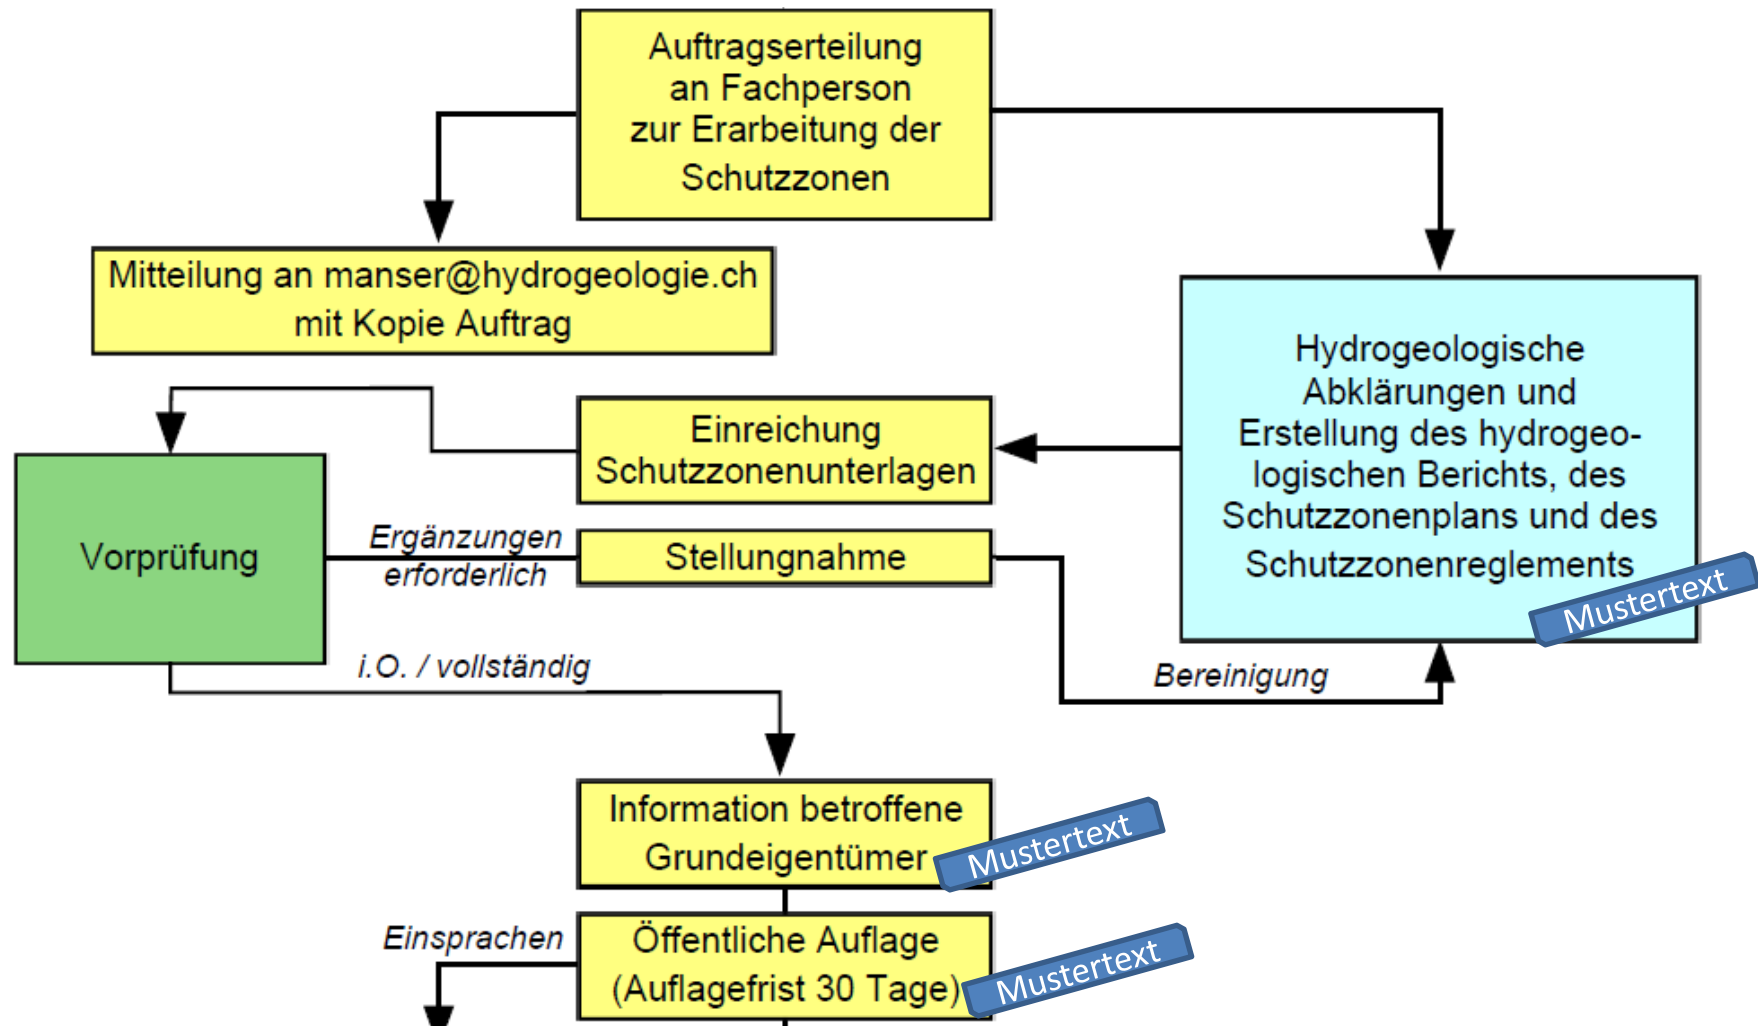 Auftragserteilung
an Fachperson
zur Erarbeitung der
Schutzzonen
Mitteilung an manser@hydrogeologie.ch
mit Kopie Auftrag
Hydrogeologische
Abklärungen und
Erstellung des hydrogeo-
logischen Berichts, des
Schutzzonenplans und des
Schutzzonenreglements
Mustertext
Einreichung
Schutzzonenunterlagen
Vorprüfung
Ergänzungen
erforderlich
Stellungnahme
i.O. / vollständig
Bereinigung
Information betroffene
Grundeigentümer
Mustertext
Einsprachen
Öffentliche Auflage
(Auflagefrist 30 Tage)
Mustertext